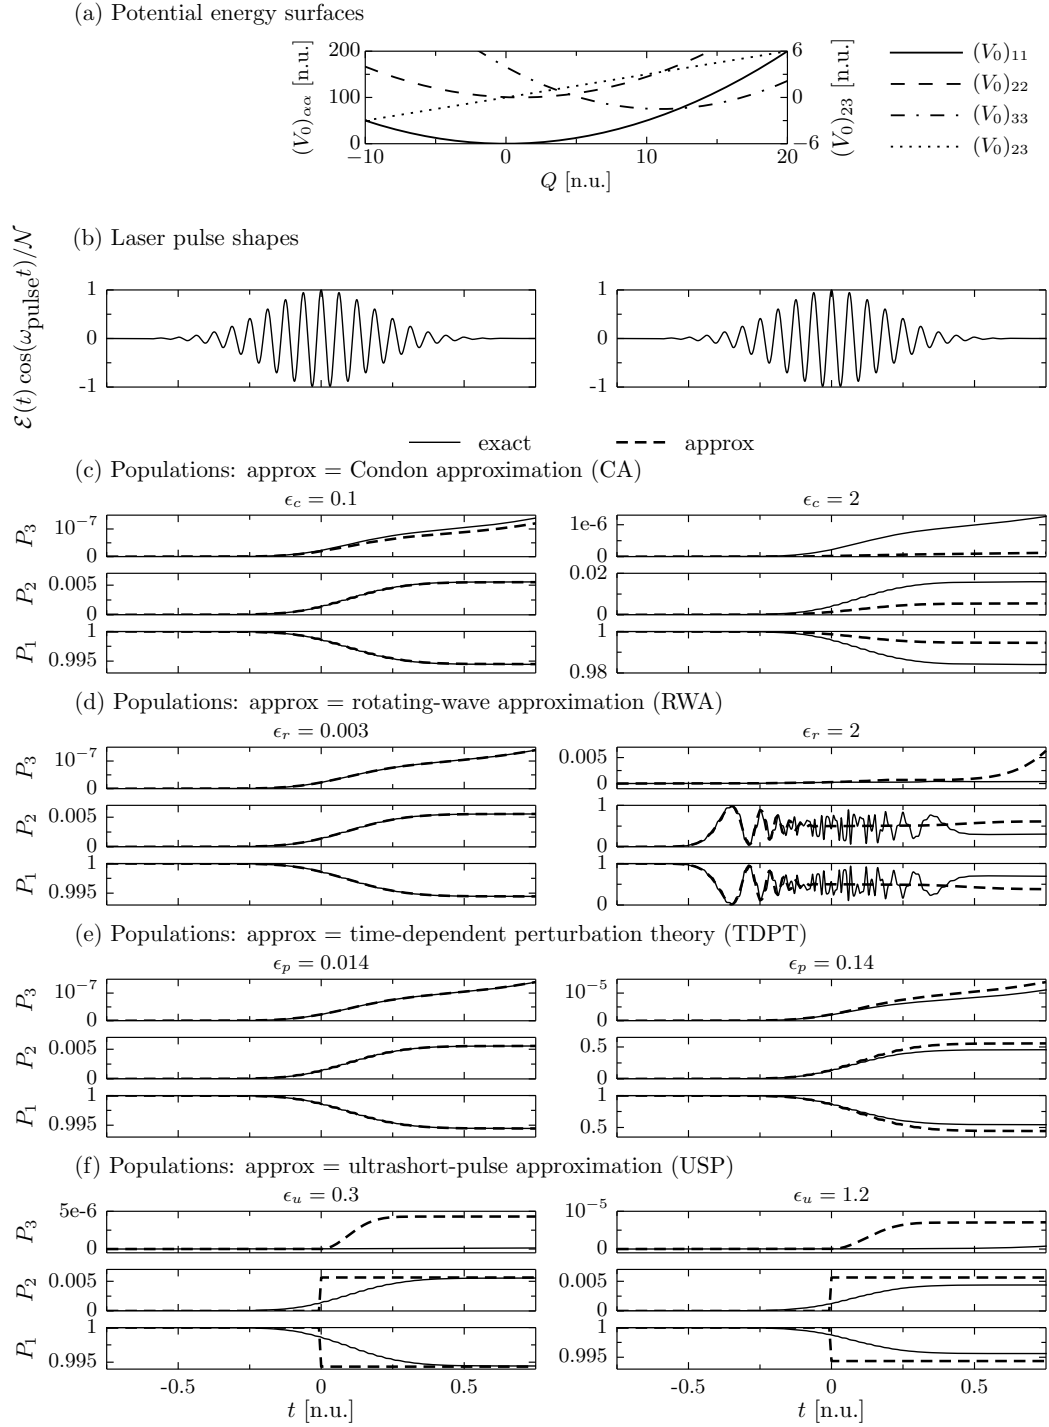 (a) Potential energy surfaces
(V₀)αα [n.u.]
200
100
0
−10
0
10
20
Q [n.u.]
6
0
−6
(V₀)₂₃ [n.u.]
(V₀)₁₁
(V₀)₂₂
(V₀)₃₃
(V₀)₂₃
(b) Laser pulse shapes
ℰ(t) cos(ωpulset)/𝒩
1
0
-1
1
0
-1
exact
approx
(c) Populations: approx = Condon approximation (CA)
ϵc = 0.1
ϵc = 2
P₃
10⁻⁷
0
1e-6
0
P₂
0.005
0
0.02
0
P₁
1
0.995
1
0.98
(d) Populations: approx = rotating-wave approximation (RWA)
ϵr = 0.003
ϵr = 2
P₃
10⁻⁷
0
0.005
0
P₂
0.005
0
1
0
P₁
1
0.995
1
0
(e) Populations: approx = time-dependent perturbation theory (TDPT)
ϵp = 0.014
ϵp = 0.14
P₃
10⁻⁷
0
10⁻⁵
0
P₂
0.005
0
0.5
0
P₁
1
0.995
1
0.5
(f) Populations: approx = ultrashort-pulse approximation (USP)
ϵu = 0.3
ϵu = 1.2
P₃
5e-6
0
10⁻⁵
0
P₂
0.005
0
0.005
0
P₁
1
0.995
1
0.995
-0.5
0
0.5
-0.5
0
0.5
t [n.u.]
t [n.u.]